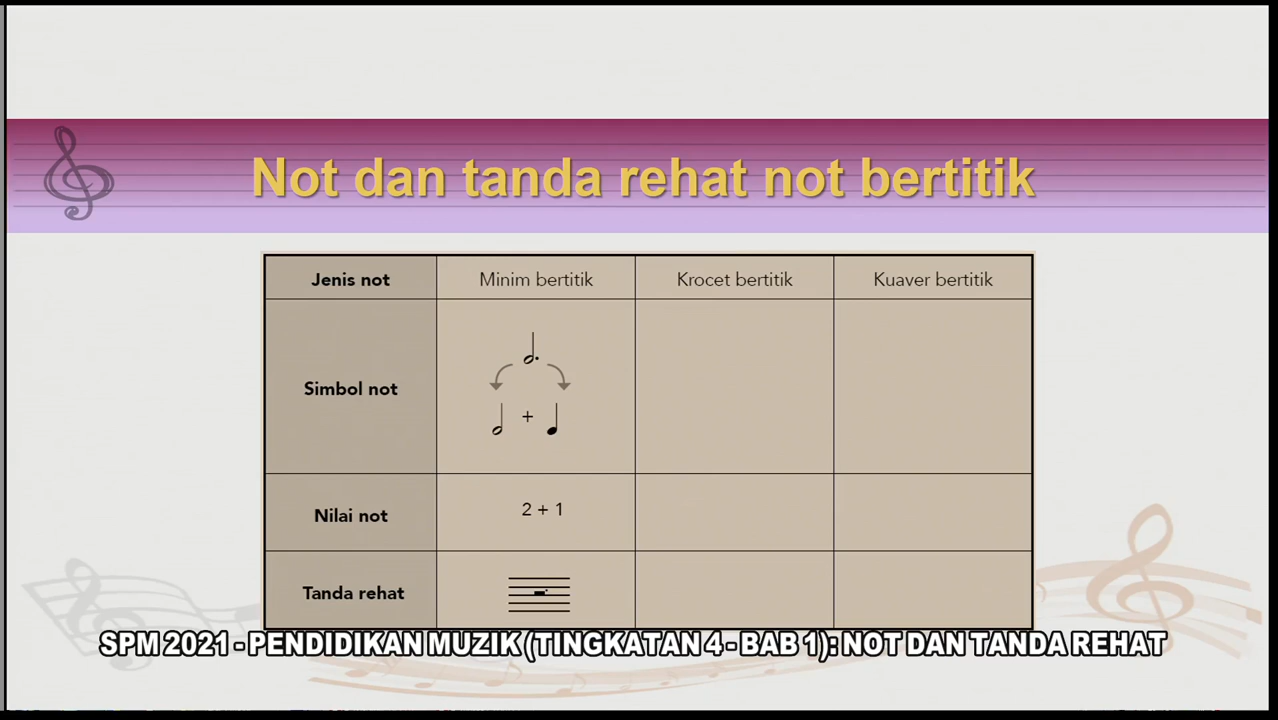 Not dan tanda rehat not bertitik
Jenis not Minim bertitik Krocet bertitik Kuaver bertitik
Simbol not
+
Nilai not 2 + 1
Tanda rehat
SPM 2021 - PENDIDIKAN MUZIK (TINGKATAN 4 - BAB 1): NOT DAN TANDA REHAT